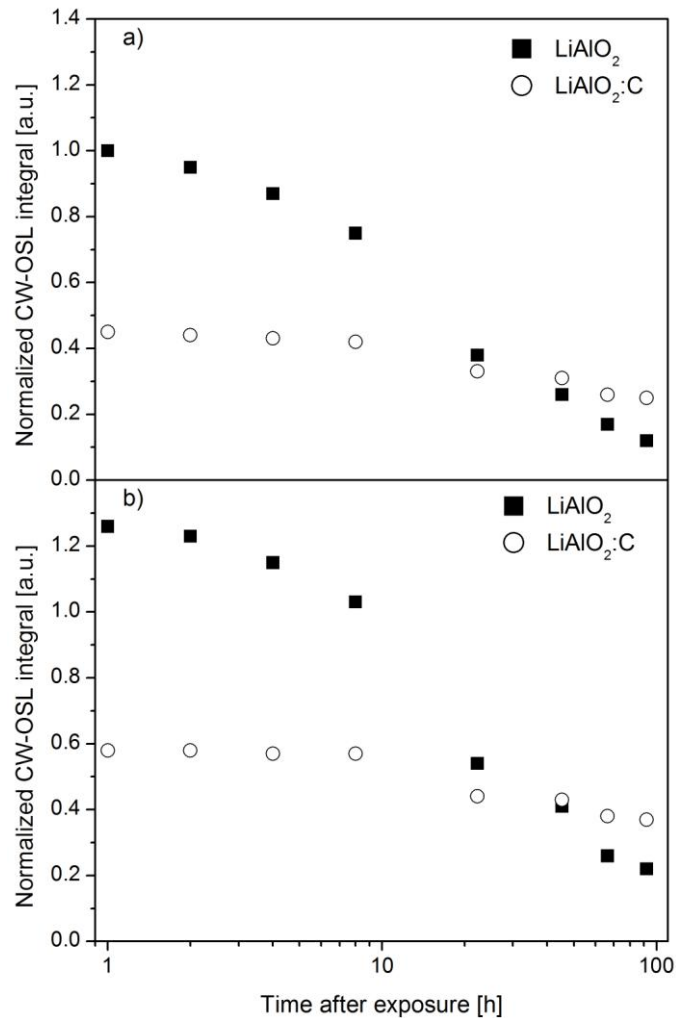 a)
LiAlO₂
LiAlO₂:C
Normalized CW-OSL integral [a.u.]
1.4
1.2
1.0
0.8
0.6
0.4
0.2
0.0
b)
LiAlO₂
LiAlO₂:C
Normalized CW-OSL integral [a.u.]
1.2
1.0
0.8
0.6
0.4
0.2
0.0
1 10 100
Time after exposure [h]